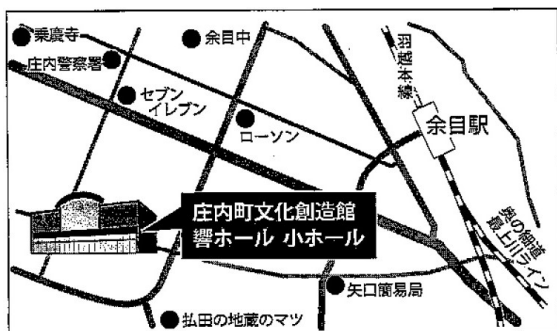 乗慶寺
余目中
庄内警察署
セブン
イレブン
ローソン
羽越本線
余目駅
庄内町文化創造館
響ホール 小ホール
奥の細道
最上川ライン
矢口簡易局
払田の地蔵のマツ